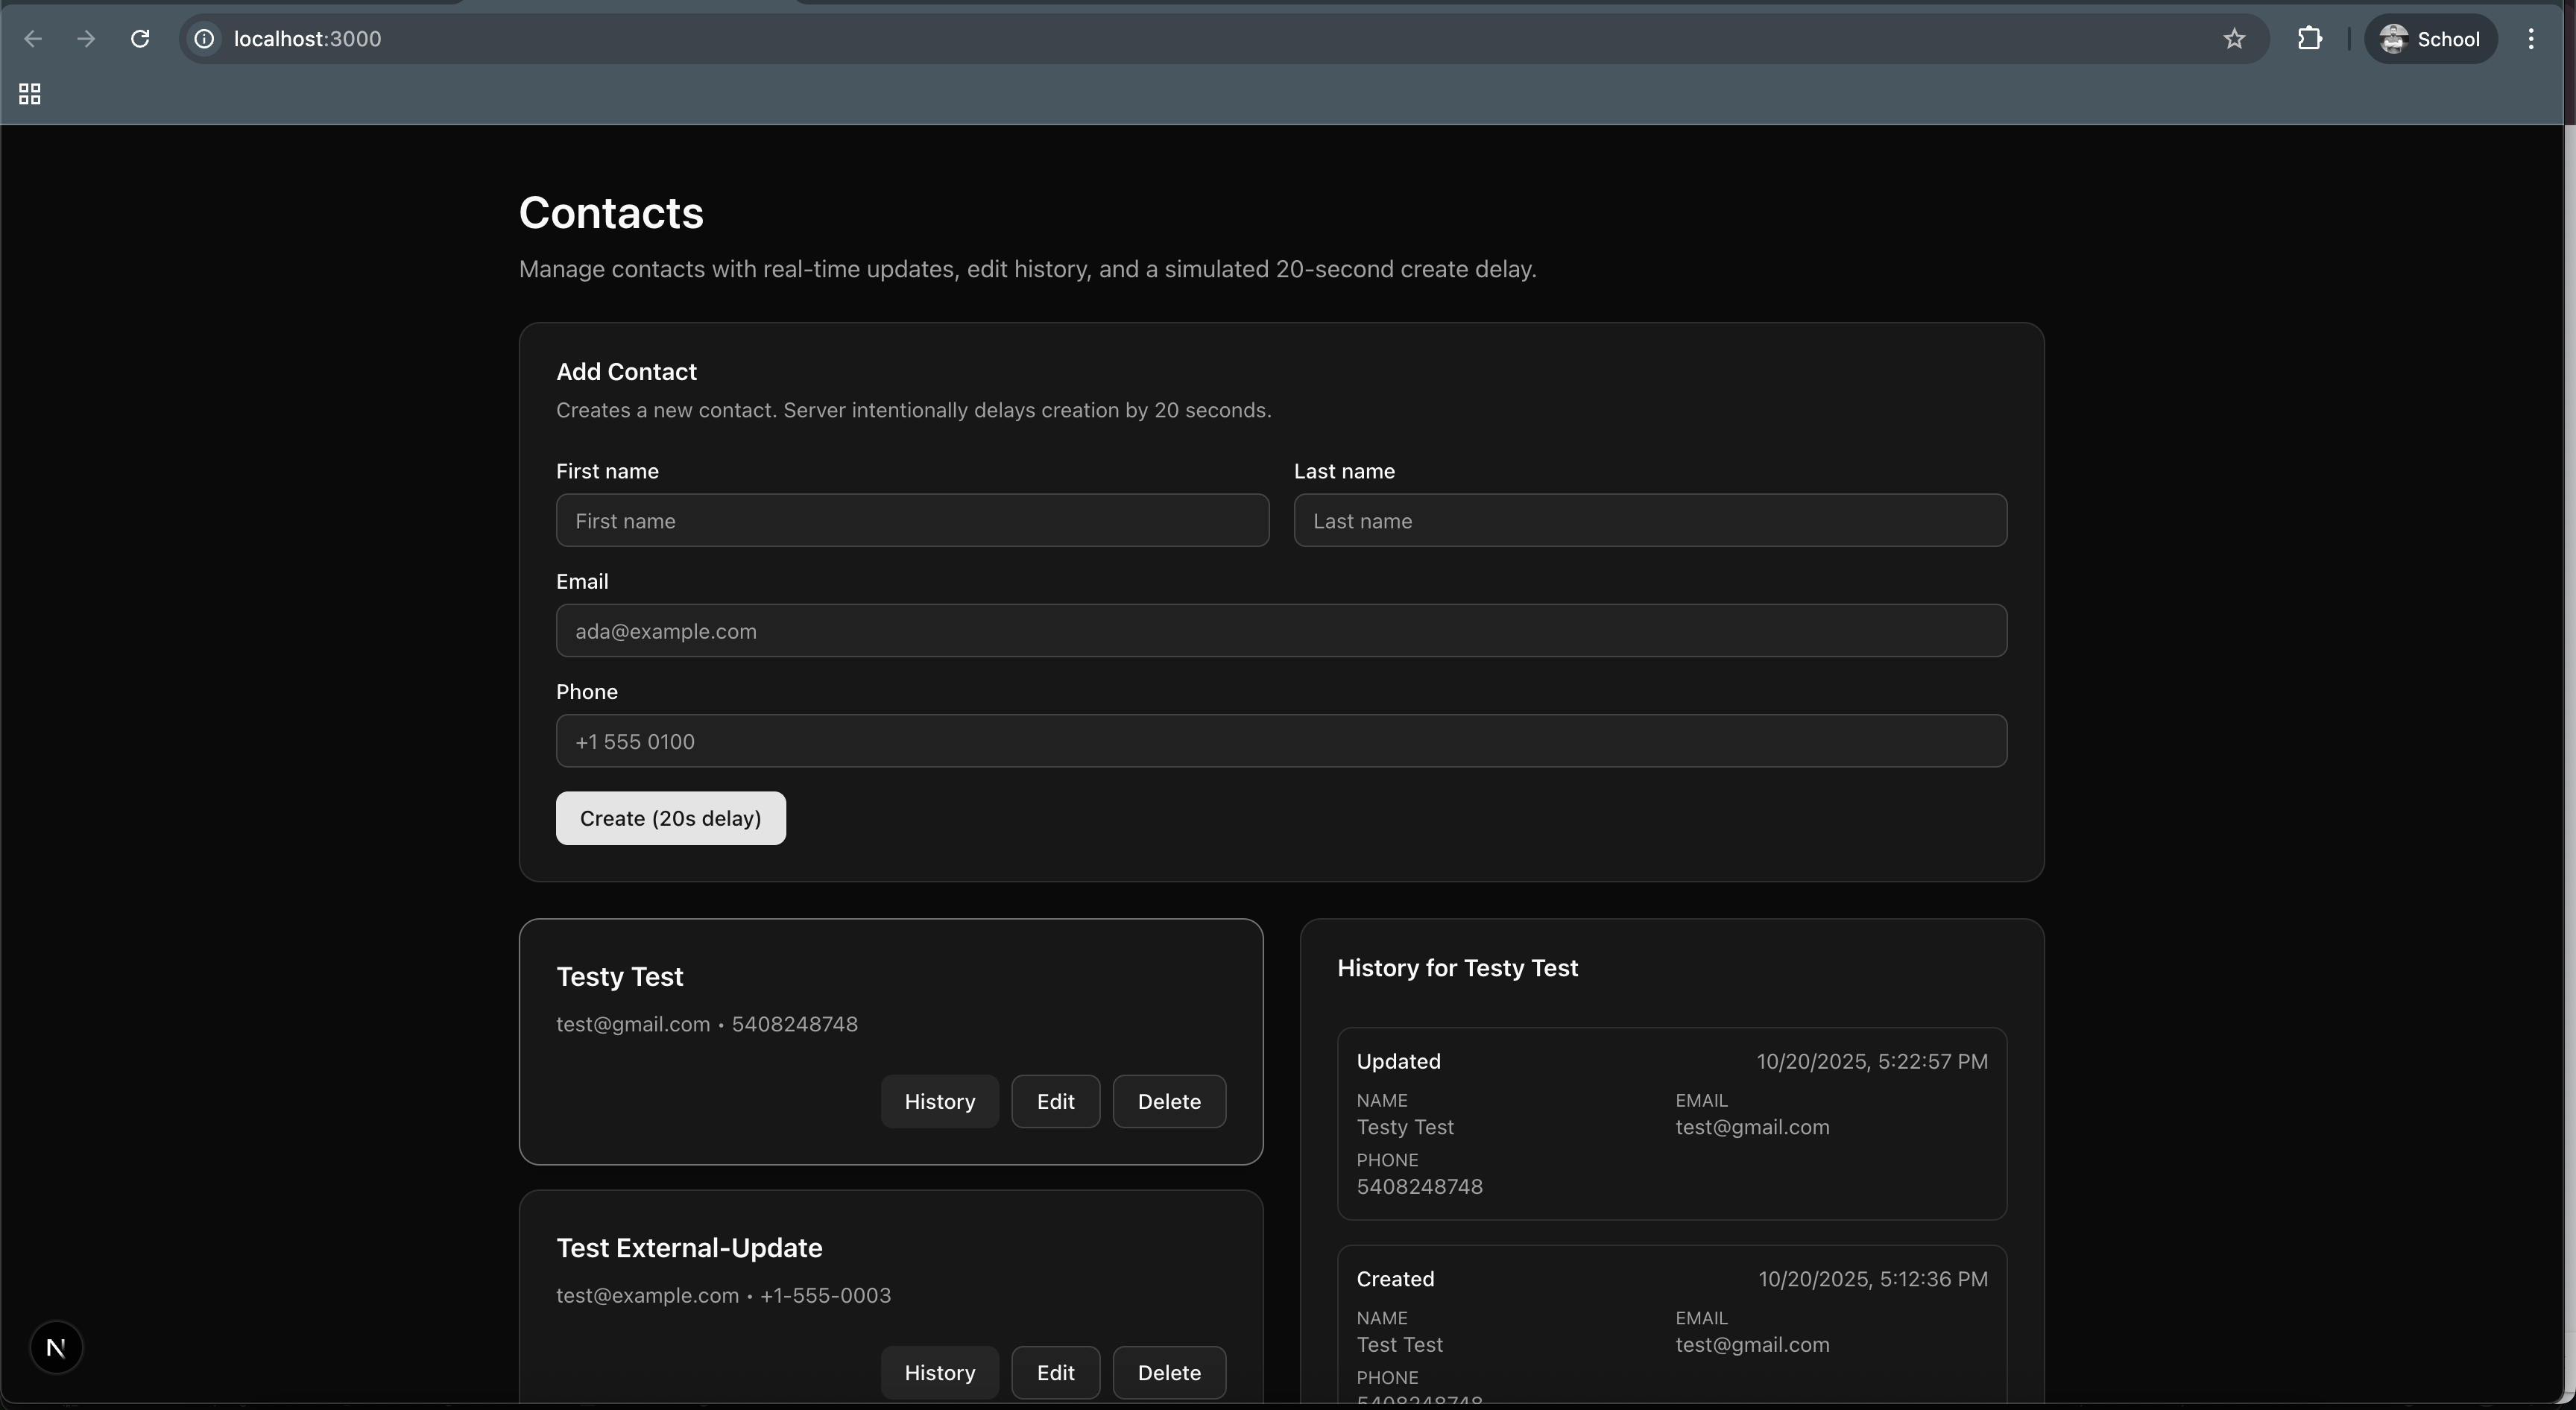 localhost:3000
School
Contacts
Manage contacts with real-time updates, edit history, and a simulated 20-second create delay.
Add Contact
Creates a new contact. Server intentionally delays creation by 20 seconds.
First name
Last name
First name
Last name
Email
ada@example.com
Phone
+1 555 0100
Create (20s delay)
Testy Test
test@gmail.com • 5408248748
History
Edit
Delete
Test External-Update
test@example.com • +1-555-0003
History
Edit
Delete
History for Testy Test
Updated
10/20/2025, 5:22:57 PM
NAME
EMAIL
Testy Test
test@gmail.com
PHONE
5408248748
Created
10/20/2025, 5:12:36 PM
NAME
EMAIL
Test Test
test@gmail.com
PHONE
5408248748
N